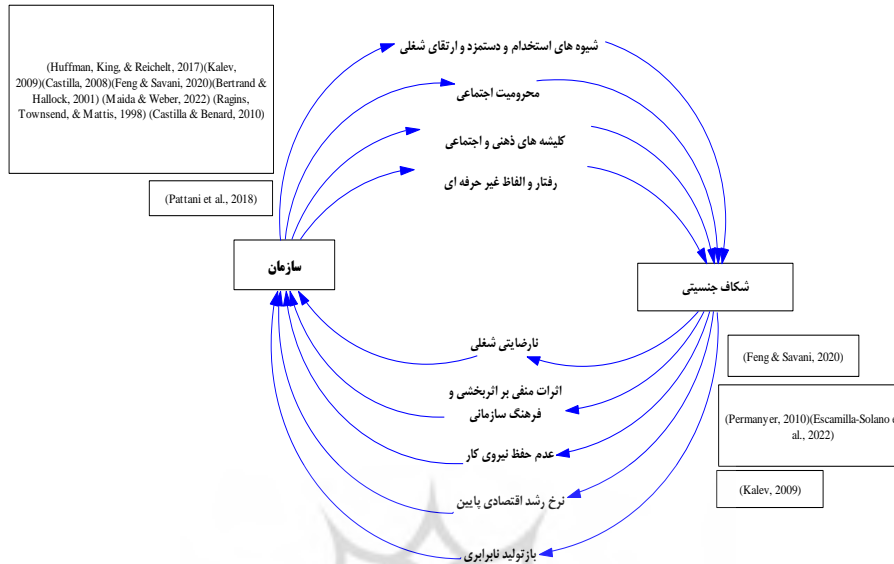 (Huffman, King, & Reichelt, 2017)(Kalev,
2009)(Castilla, 2008)(Feng & Savani, 2020)(Bertrand &
Hallock, 2001) (Maida & Weber, 2022) (Ragins,
Townsend, & Mattis, 1998) (Castilla & Benard, 2010)
(Pattani et al., 2018)
شیوه های استخدام و دستمزد و ارتقای شغلی
محرومیت اجتماعی
کلیشه های ذهنی و اجتماعی
رفتار و الفاظ غیر حرفه ای
سازمان
شکاف جنسیتی
نارضایتی شغلی
اثرات منفی بر اثربخشی و
فرهنگ سازمانی
عدم حفظ نیروی کار
نرخ رشد اقتصادی پایین
بازتولید نابرابری
(Feng & Savani, 2020)
(Permanyer, 2010)(Escamilla-Solano e
al., 2022)
(Kalev, 2009)